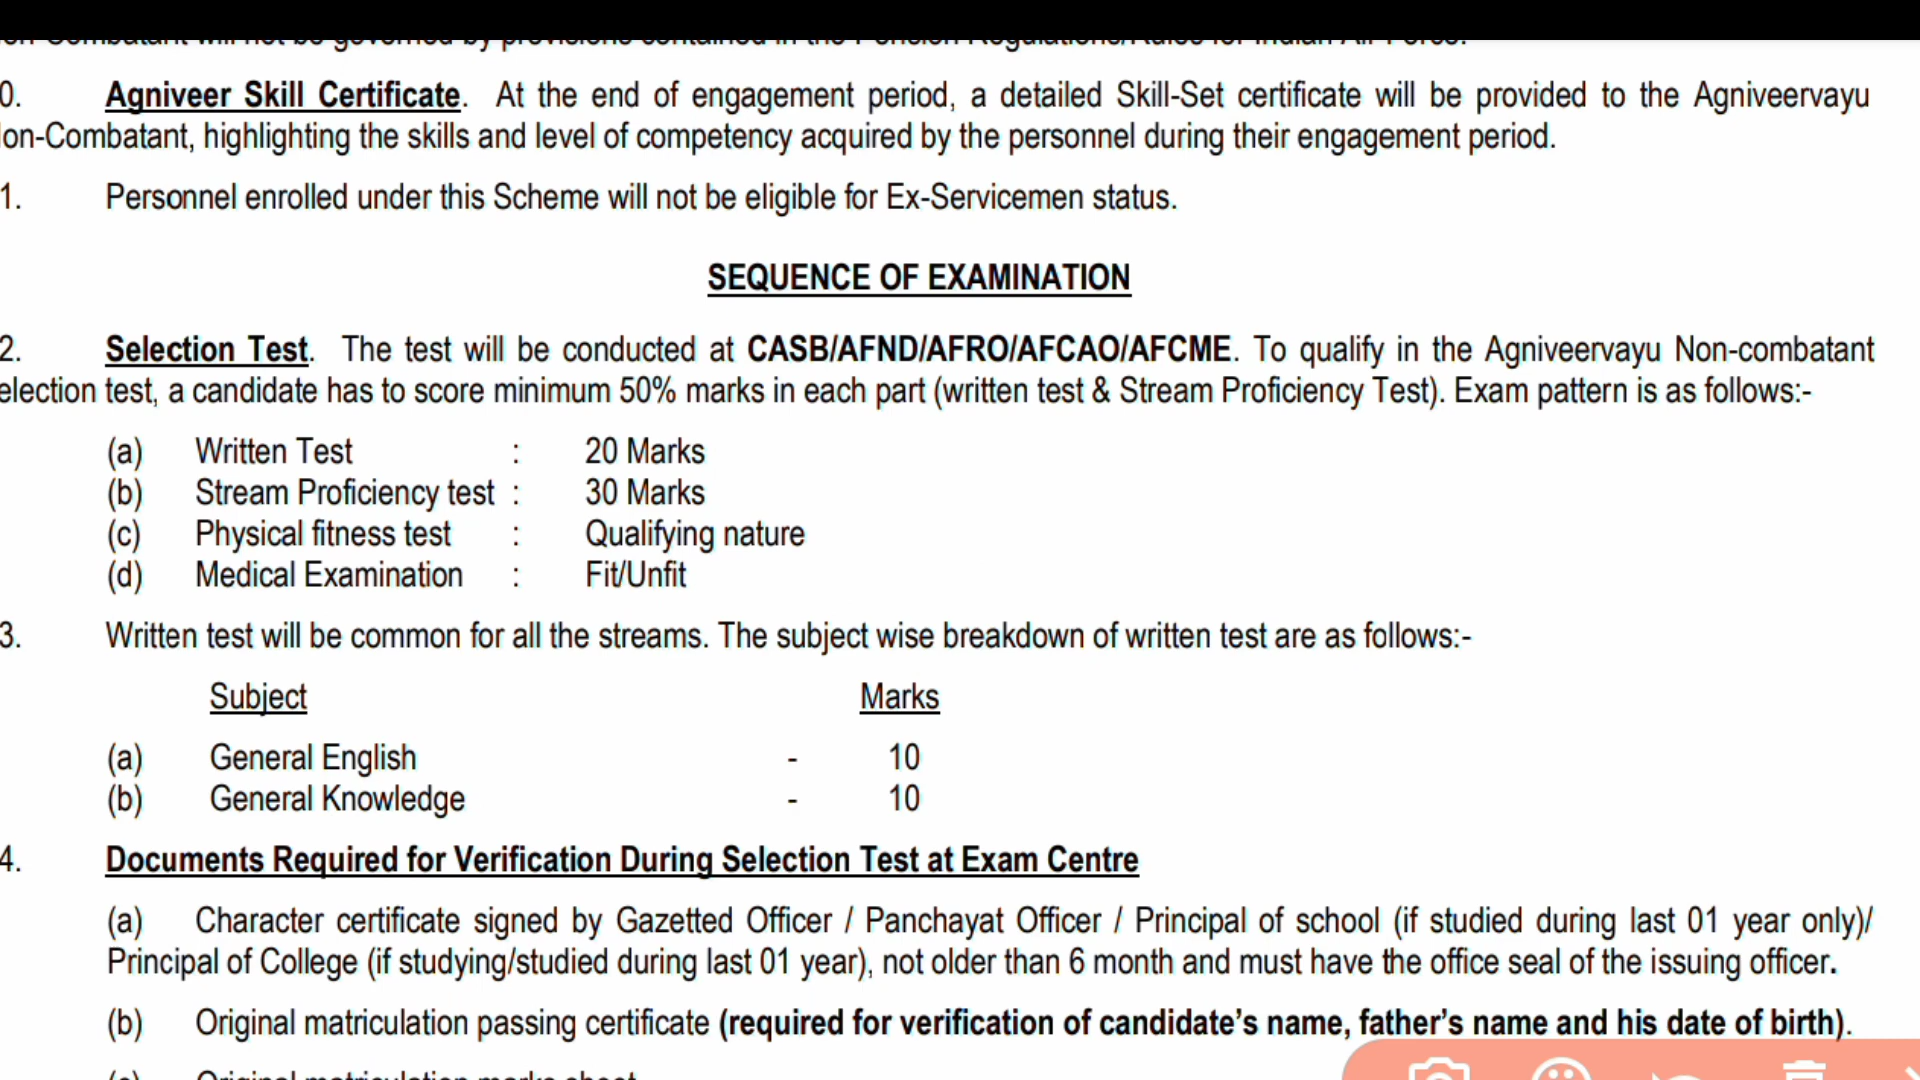 0. Agniveer Skill Certificate. At the end of engagement period, a detailed Skill-Set certificate will be provided to the Agniveervayu
on-Combatant, highlighting the skills and level of competency acquired by the personnel during their engagement period.
1. Personnel enrolled under this Scheme will not be eligible for Ex-Servicemen status.
SEQUENCE OF EXAMINATION
2. Selection Test. The test will be conducted at CASB/AFND/AFRO/AFCAO/AFCME. To qualify in the Agniveervayu Non-combatant
election test, a candidate has to score minimum 50% marks in each part (written test & Stream Proficiency Test). Exam pattern is as follows:-
(a) Written Test : 20 Marks
(b) Stream Proficiency test : 30 Marks
(c) Physical fitness test : Qualifying nature
(d) Medical Examination : Fit/Unfit
3. Written test will be common for all the streams. The subject wise breakdown of written test are as follows:-
Subject Marks
(a) General English - 10
(b) General Knowledge - 10
4. Documents Required for Verification During Selection Test at Exam Centre
(a) Character certificate signed by Gazetted Officer / Panchayat Officer / Principal of school (if studied during last 01 year only)/
Principal of College (if studying/studied during last 01 year), not older than 6 month and must have the office seal of the issuing officer.
(b) Original matriculation passing certificate (required for verification of candidate's name, father's name and his date of birth).